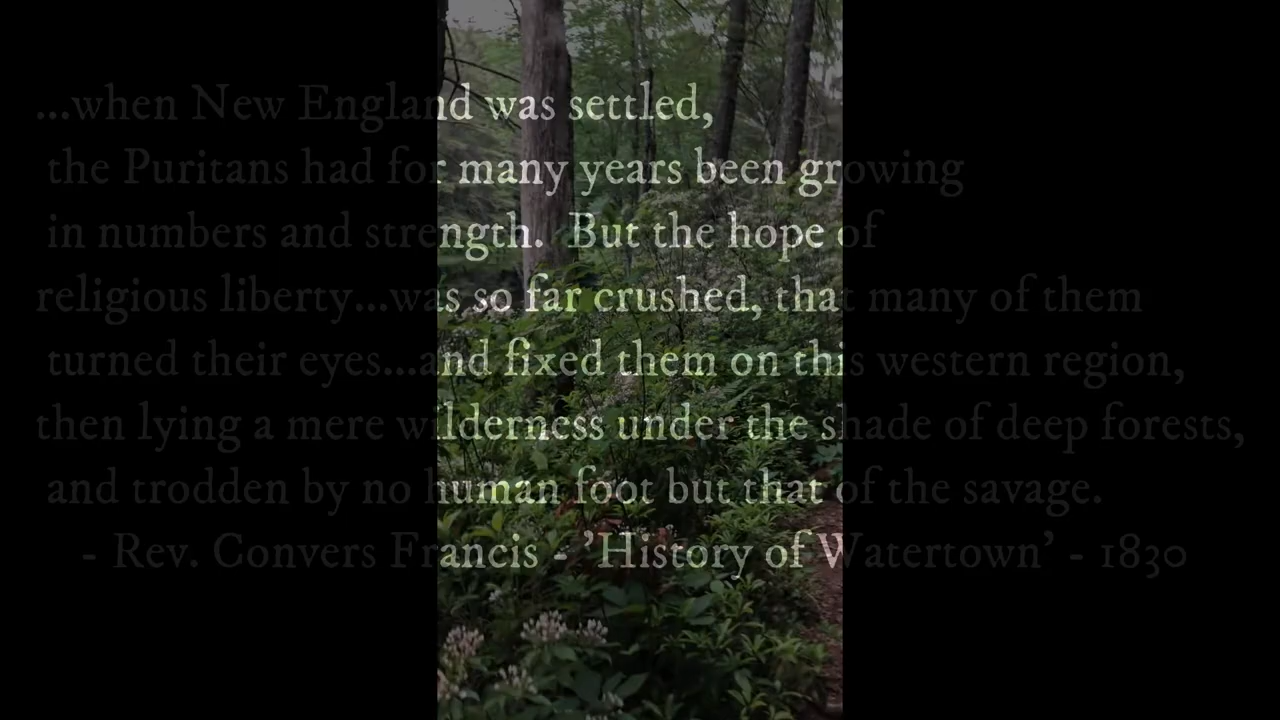 ...when New England was settled,
the Puritans had for many years been growing
in numbers and strength. But the hope of
religious liberty...was so far crushed, that many of them
turned their eyes...and fixed them on this western region,
then lying a mere wilderness under the shade of deep forests,
and trodden by no human foot but that of the savage.
- Rev. Convers Francis - 'History of Watertown' - 1830